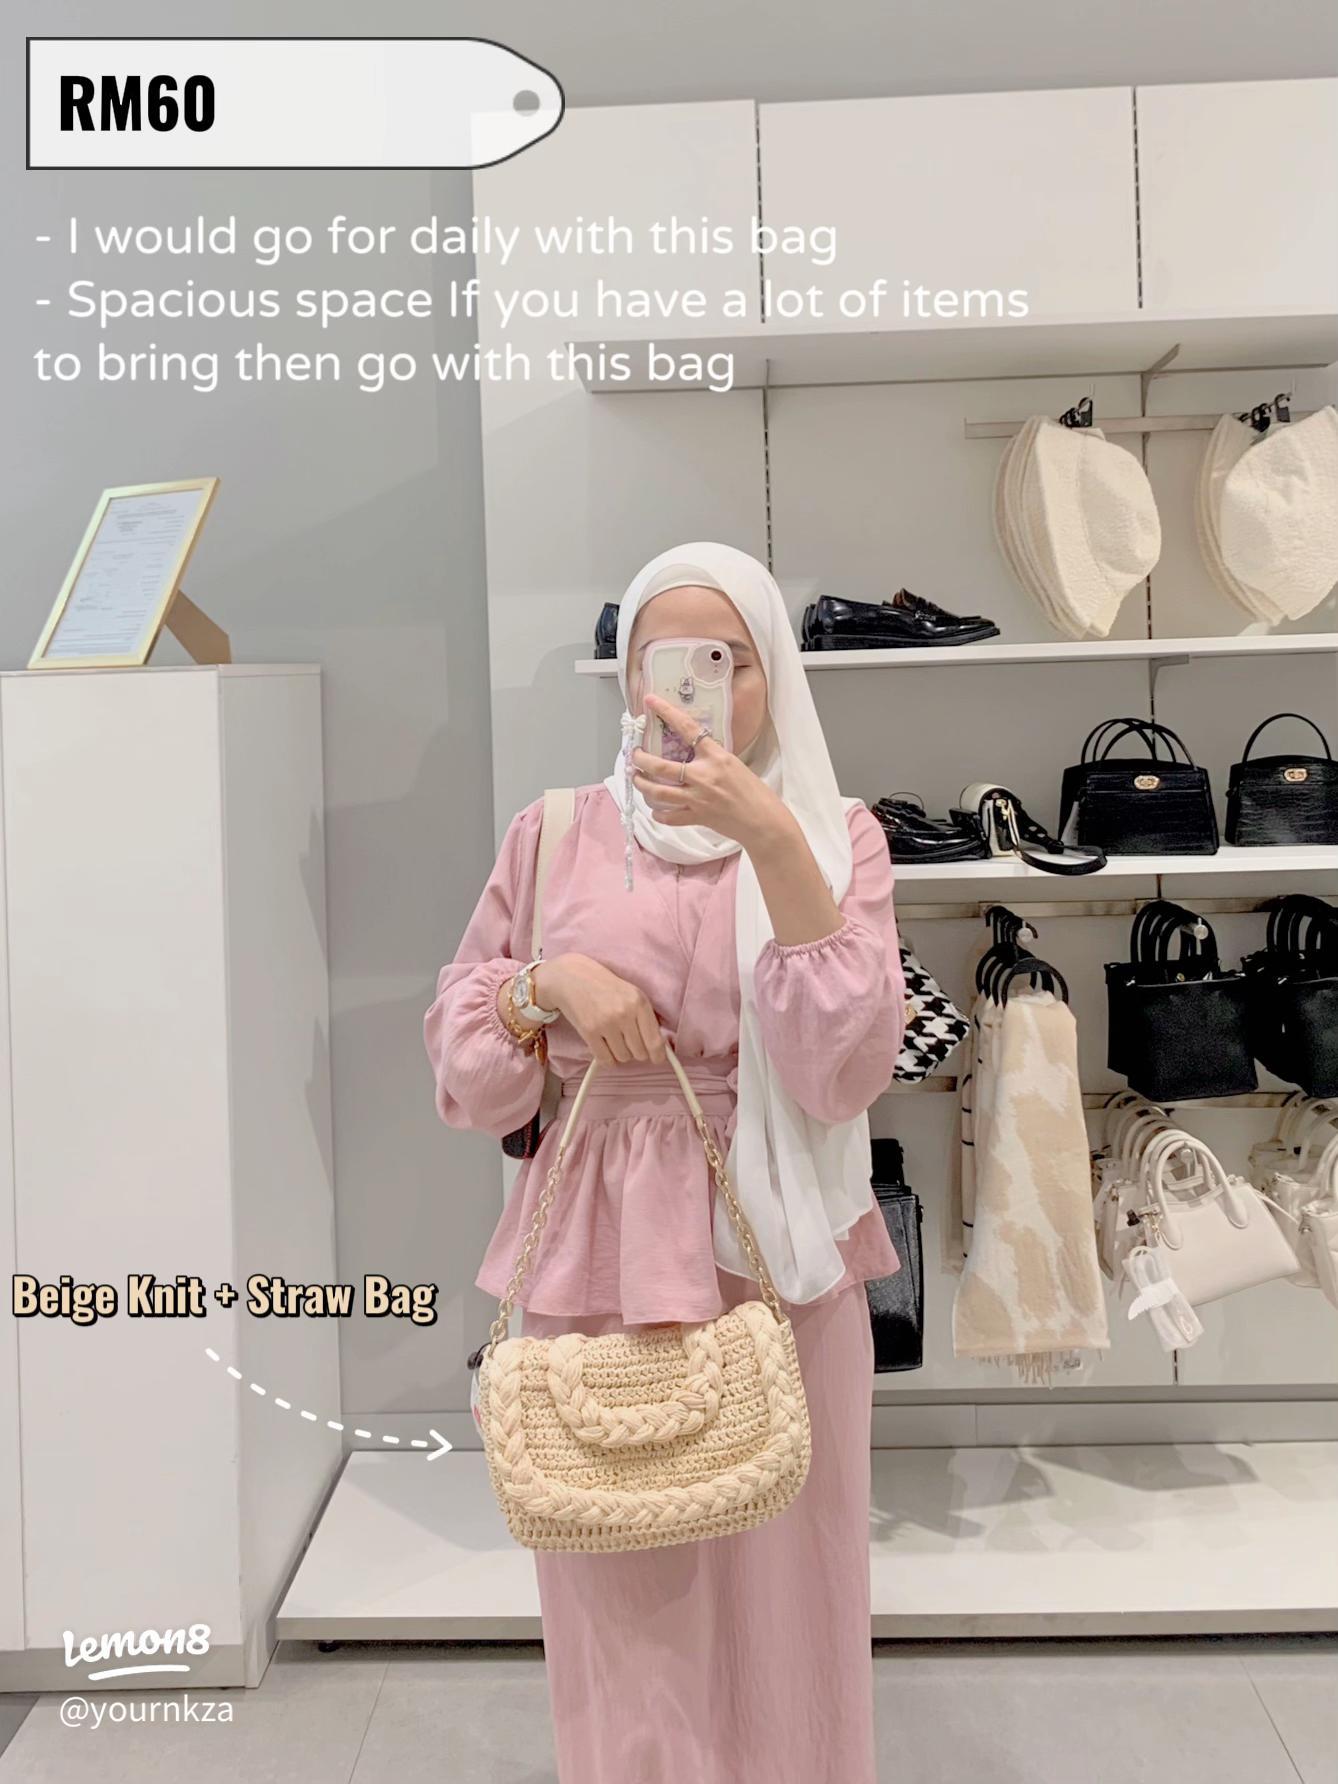 RM60
- I would go for daily with this bag
- Spacious space If you have a lot of items
to bring then go with this bag
Beige Knit + Straw Bag
Lemon8
@yournkza